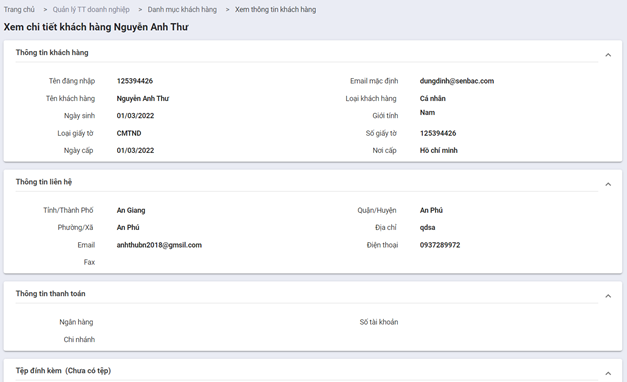 Trang chủ > Quản lý TT doanh nghiệp > Danh mục khách hàng > Xem thông tin khách hàng
Xem chi tiết khách hàng Nguyễn Anh Thư
Thông tin khách hàng
Tên đăng nhập 125394426 Email mặc định dungdinh@senbac.com
Tên khách hàng Nguyễn Anh Thư Loại khách hàng Cá nhân
Ngày sinh 01/03/2022 Giới tính Nam
Loại giấy tờ CMTND Số giấy tờ 125394426
Ngày cấp 01/03/2022 Nơi cấp Hồ chí minh
Thông tin liên hệ
Tỉnh/Thành Phố An Giang Quận/Huyện An Phú
Phường/Xã An Phú Địa chỉ qdsa
Email anhthubn2018@gmsil.com Điện thoại 0937289972
Fax
Thông tin thanh toán
Ngân hàng Số tài khoản
Chi nhánh
Tệp đính kèm (Chưa có tệp)